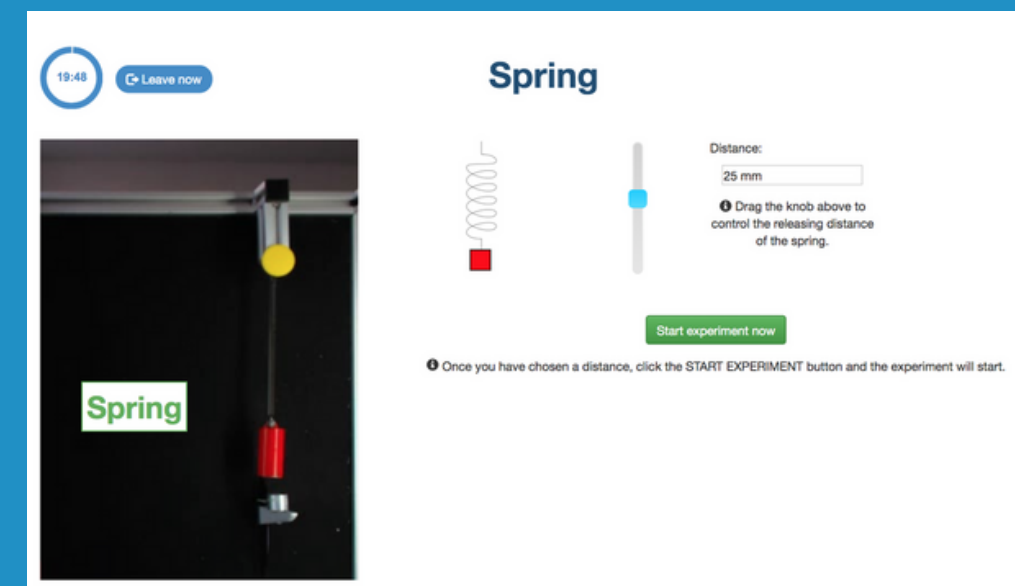 19:48
Leave now
Spring
Distance:
25 mm
Drag the knob above to
control the releasing distance
of the spring.
Start experiment now
Once you have chosen a distance, click the START EXPERIMENT button and the experiment will start.
Spring